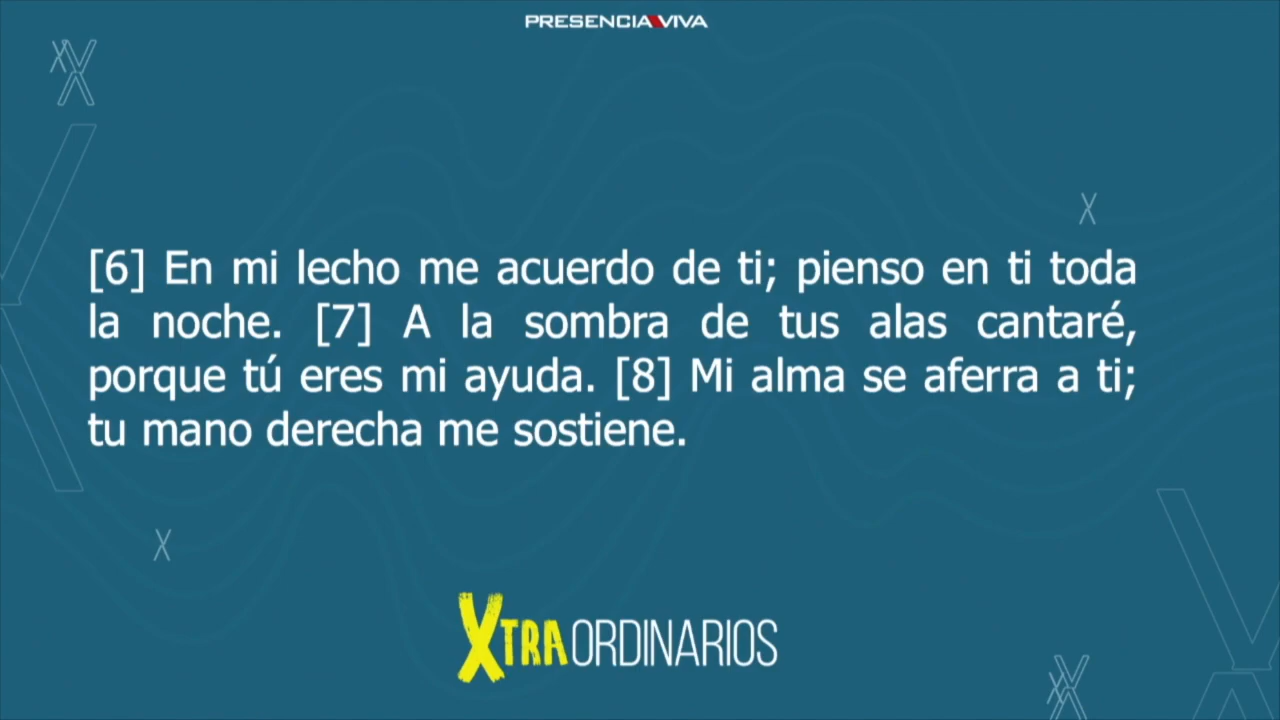 PRESENCIA VIVA
[6] En mi lecho me acuerdo de ti; pienso en ti toda
la noche. [7] A la sombra de tus alas cantaré,
porque tú eres mi ayuda. [8] Mi alma se aferra a ti;
tu mano derecha me sostiene.
XTRAORDINARIOS